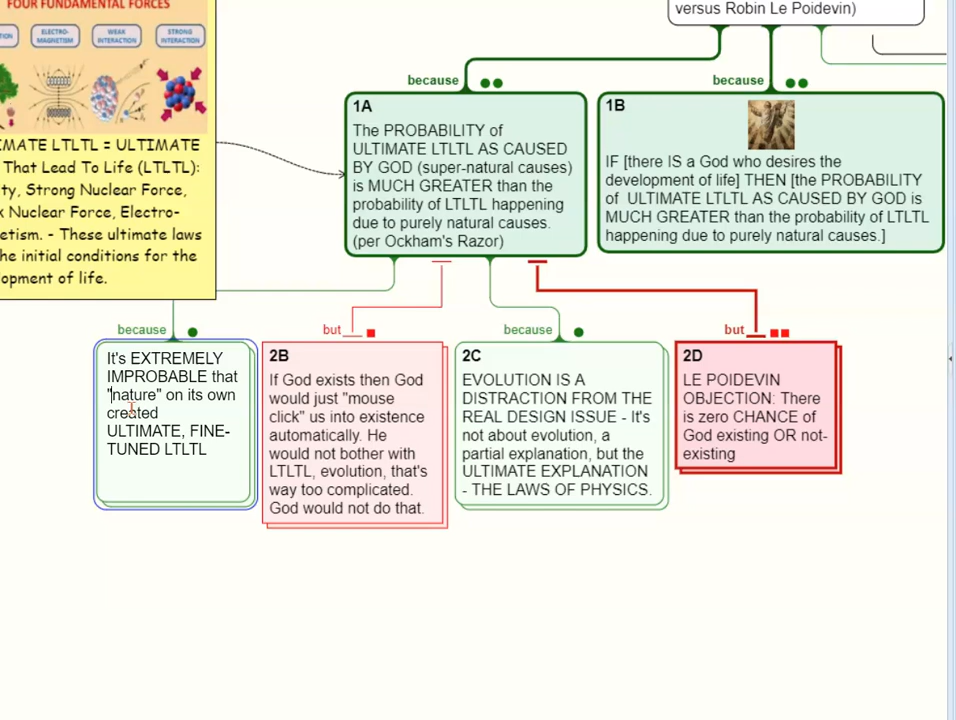 FOUR FUNDAMENTAL FORCES
ELECTRO-
MAGNETISM
WEAK
INTERACTION
STRONG
INTERACTION
= ULTIMATE
That Lead To Life (LTLTL):
Strong Nuclear Force,
Nuclear Force, Electro-
- These ultimate laws
he initial conditions for the
of life.
versus Robin Le Poidevin)
because
because
1A
The PROBABILITY of
ULTIMATE LTLTL AS CAUSED
BY GOD (super-natural causes)
is MUCH GREATER than the
probability of LTLTL happening
due to purely natural causes.
(per Ockham's Razor)
1B
IF [there IS a God who desires the
development of life] THEN [the PROBABILITY
of ULTIMATE LTLTL AS CAUSED BY GOD is
MUCH GREATER than the probability of LTLTL
happening due to purely natural causes.]
because
but
because
but
It's EXTREMELY
IMPROBABLE that
"nature" on its own
created
ULTIMATE, FINE-
TUNED LTLTL
2B
If God exists then God
would just "mouse
click" us into existence
automatically. He
would not bother with
LTLTL, evolution, that's
way too complicated.
God would not do that.
2C
EVOLUTION IS A
DISTRACTION FROM THE
REAL DESIGN ISSUE - It's
not about evolution, a
partial explanation, but the
ULTIMATE EXPLANATION
- THE LAWS OF PHYSICS.
2D
LE POIDEVIN
OBJECTION: There
is zero CHANCE of
God existing OR not-
existing